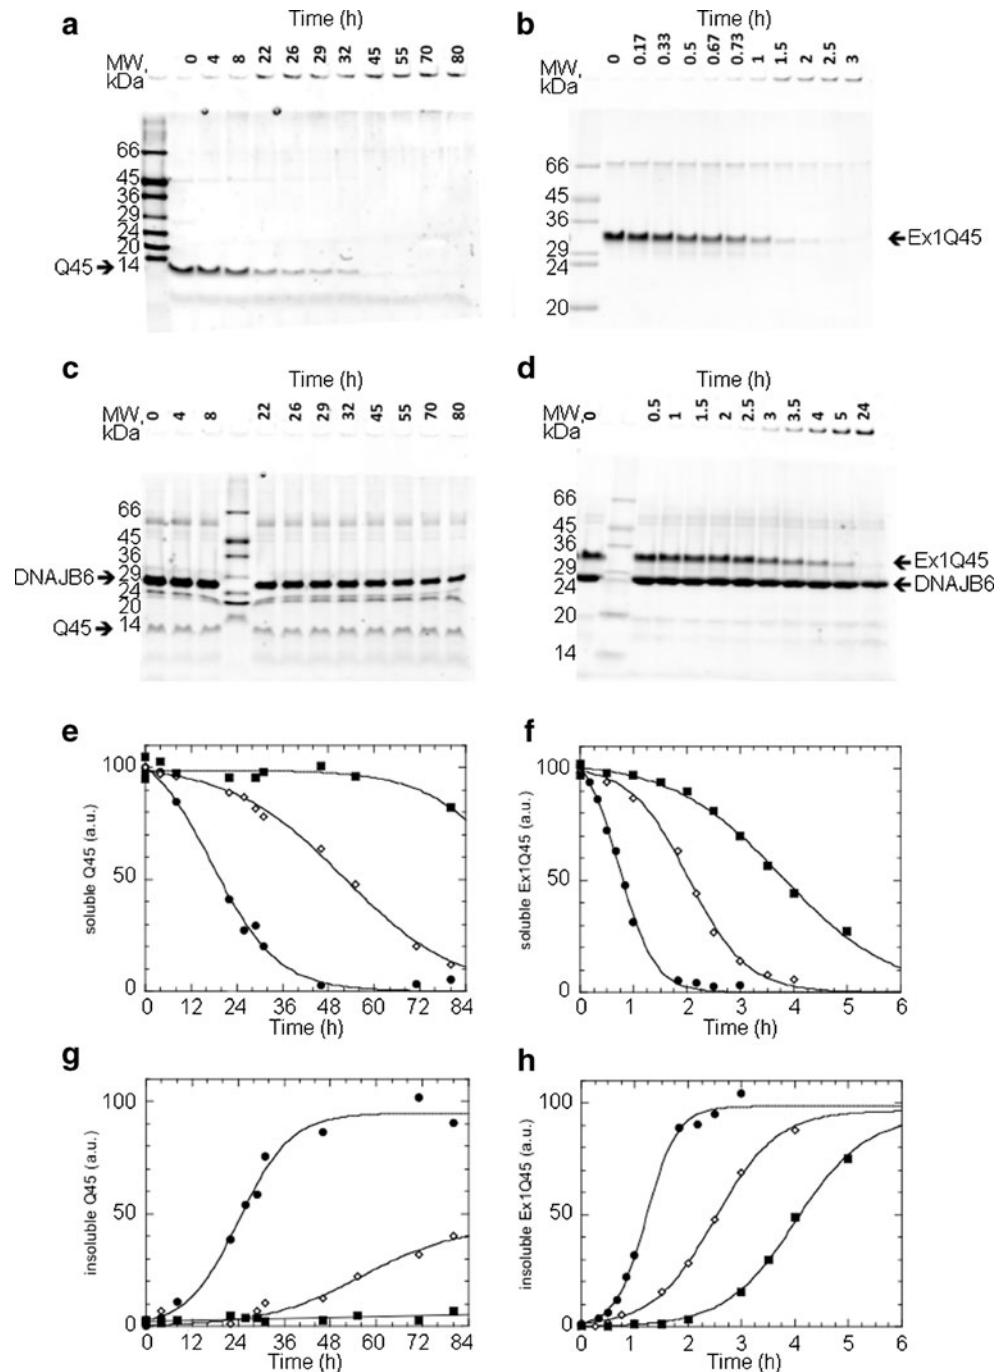 a
Time (h)
MW, kDa
0 4 8 22 26 29 32 45 55 70 80
66
45
36
29
24
20
14
Q45
b
Time (h)
MW, kDa
0 0.17 0.33 0.5 0.67 0.73 1 1.5 2 2.5 3
66
45
36
29
24
20
Ex1Q45
c
Time (h)
MW, kDa
0 4 8 22 26 29 32 45 55 70 80
66
45
36
29
24
20
14
DNAJB6
Q45
d
Time (h)
MW, kDa
0 0.5 1 1.5 2 2.5 3 3.5 4 5 24
66
45
36
29
24
20
14
Ex1Q45
DNAJB6
e
soluble Q45 (a.u.)
100
50
0
0 12 24 36 48 60 72 84
Time (h)
f
soluble Ex1Q45 (a.u.)
100
50
0
0 1 2 3 4 5 6
Time (h)
g
insoluble Q45 (a.u.)
100
50
0
0 12 24 36 48 60 72 84
Time (h)
h
insoluble Ex1Q45 (a.u.)
100
50
0
0 1 2 3 4 5 6
Time (h)